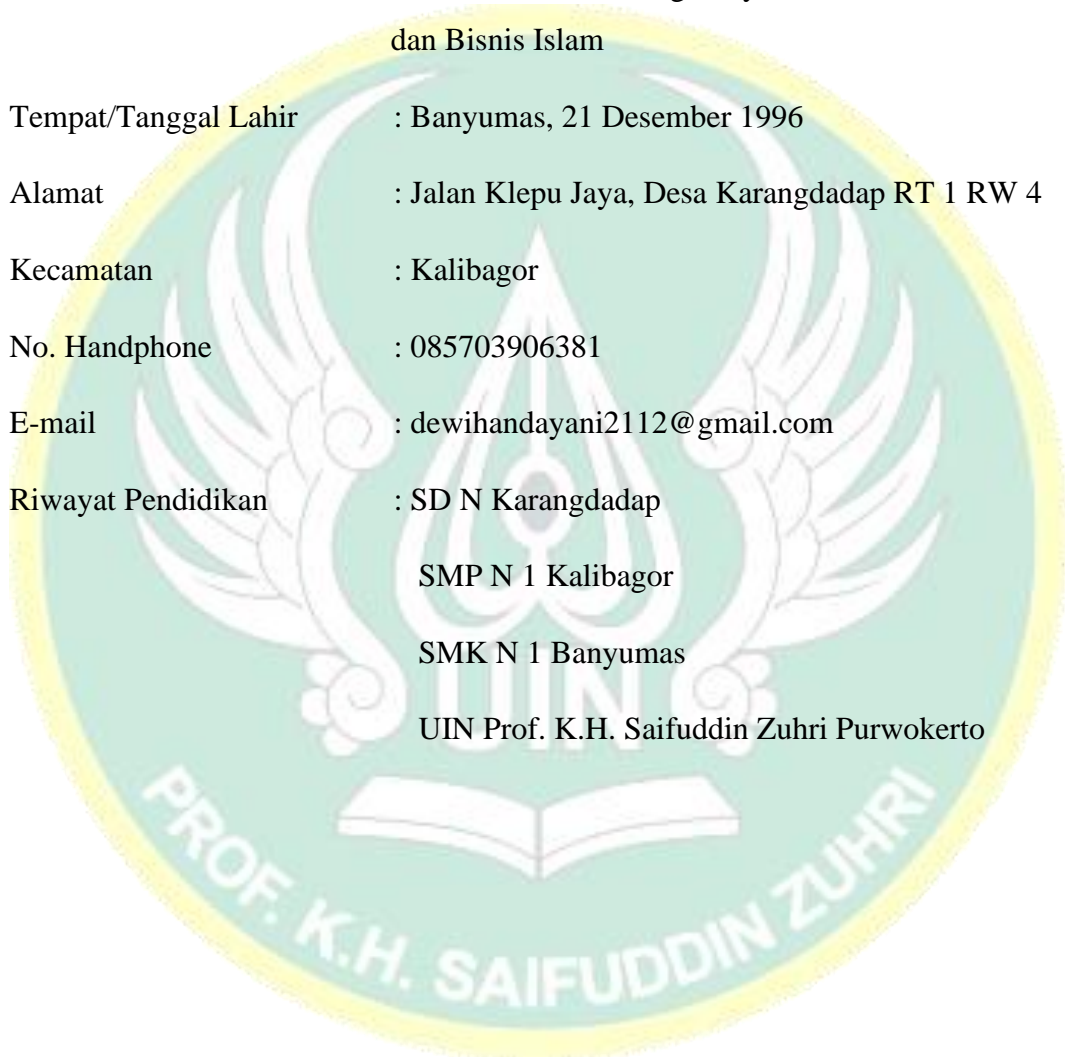 dan Bisnis Islam
Tempat/Tanggal Lahir : Banyumas, 21 Desember 1996
Alamat : Jalan Klepu Jaya, Desa Karangdadap RT 1 RW 4
Kecamatan : Kalibagor
No. Handphone : 085703906381
E-mail : dewihandayani2112@gmail.com
Riwayat Pendidikan : SD N Karangdadap
SMP N 1 Kalibagor
SMK N 1 Banyumas
UIN Prof. K.H. Saifuddin Zuhri Purwokerto
UIN
PROF. K.H. SAIFUDDIN ZUHRI